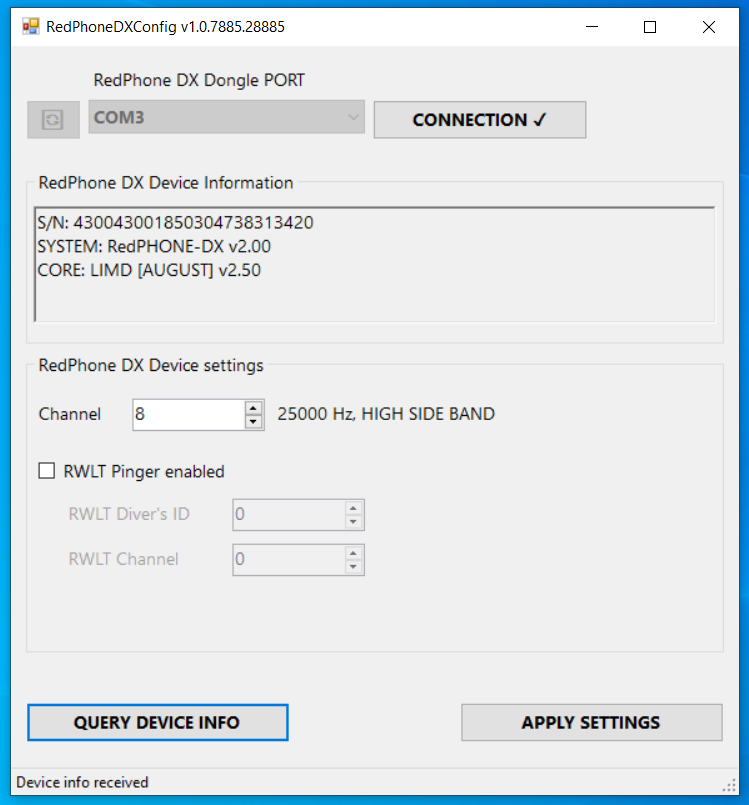 RedPhoneDXConfig v1.0.7885.28885
RedPhone DX Dongle PORT
COM3
CONNECTION ✓
RedPhone DX Device Information
S/N: 430043001850304738313420
SYSTEM: RedPHONE-DX v2.00
CORE: LIMD [AUGUST] v2.50
RedPhone DX Device settings
Channel 8 25000 Hz, HIGH SIDE BAND
RWLT Pinger enabled
RWLT Diver's ID 0
RWLT Channel 0
QUERY DEVICE INFO APPLY SETTINGS
Device info received